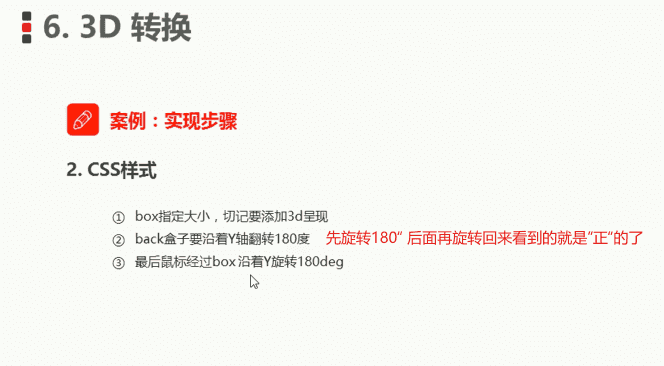 6. 3D 转换
案例：实现步骤
2. CSS样式
① box指定大小，切记要添加3d呈现
② back盒子要沿着Y轴翻转180度 先旋转180” 后面再旋转回来看到的就是”正“的了
③ 最后鼠标经过box 沿着Y旋转180deg